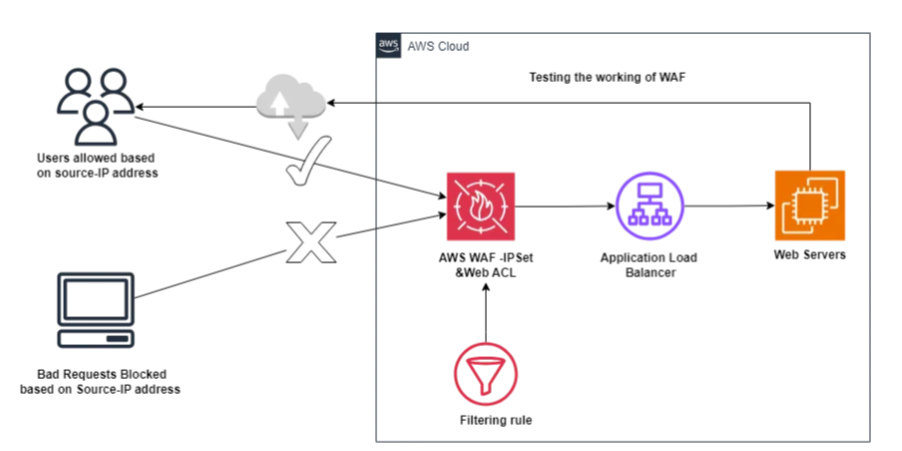 aws
AWS Cloud
Testing the working of WAF
Users allowed based
on source-IP address
AWS WAF -IPSet
&Web ACL
Application Load
Balancer
Web Servers
Bad Requests Blocked
based on Source-IP address
Filtering rule